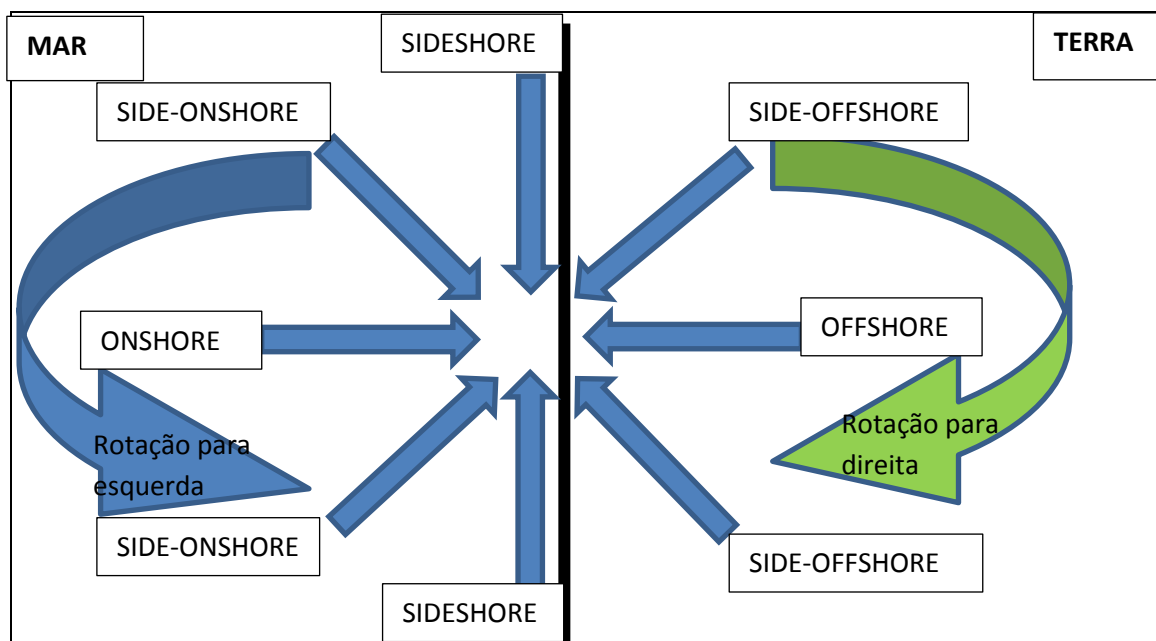 MAR
SIDESHORE
TERRA
SIDE-ONSHORE
SIDE-OFFSHORE
ONSHORE
OFFSHORE
Rotação para
esquerda
Rotação para
direita
SIDE-ONSHORE
SIDE-OFFSHORE
SIDESHORE